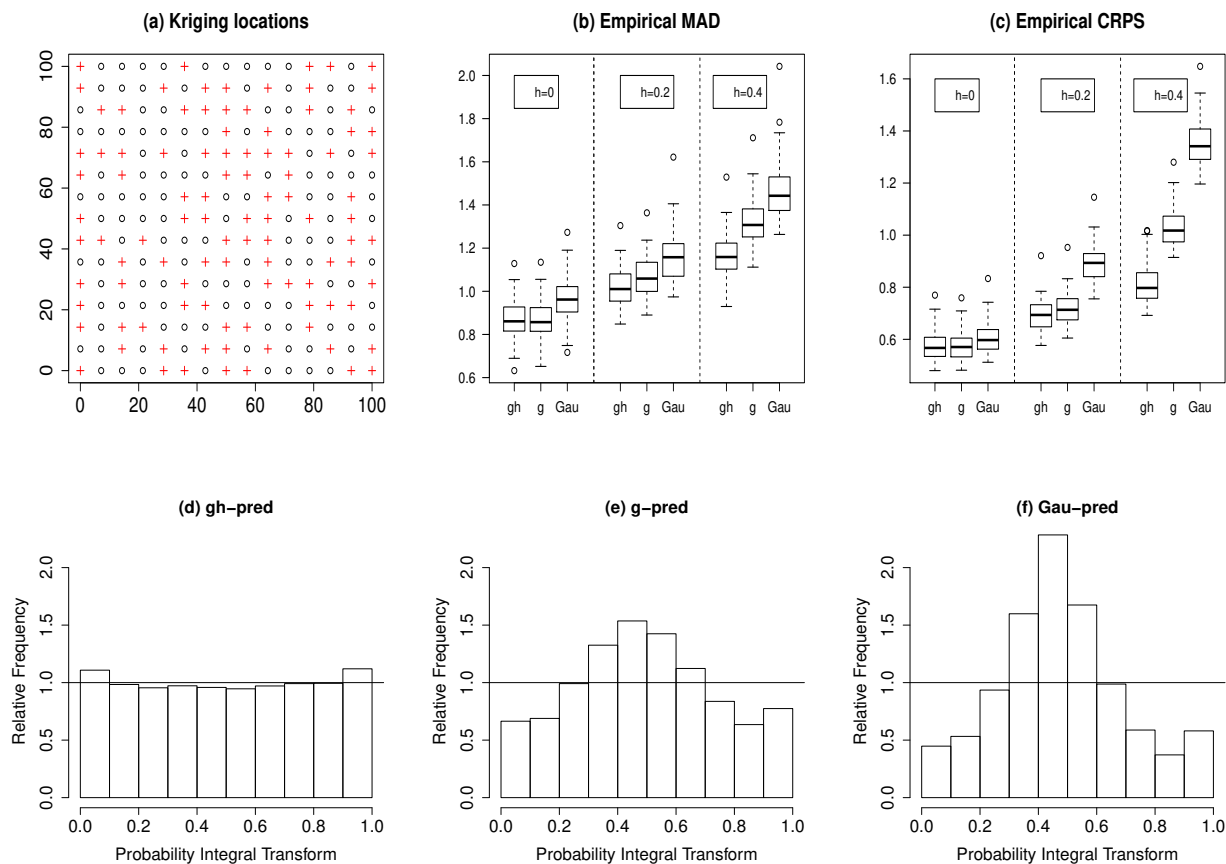 (a) Kriging locations
100
80
60
40
20
0
0 20 40 60 80 100
(b) Empirical MAD
2.0
1.8
1.6
1.4
1.2
1.0
0.8
0.6
h=0
h=0.2
h=0.4
gh g Gau gh g Gau gh g Gau
(c) Empirical CRPS
1.6
1.4
1.2
1.0
0.8
0.6
h=0
h=0.2
h=0.4
gh g Gau gh g Gau gh g Gau
(d) gh−pred
Relative Frequency
2.0
1.5
1.0
0.5
0.0
0.0 0.2 0.4 0.6 0.8 1.0
Probability Integral Transform
(e) g−pred
Relative Frequency
2.0
1.5
1.0
0.5
0.0
0.0 0.2 0.4 0.6 0.8 1.0
Probability Integral Transform
(f) Gau−pred
Relative Frequency
2.0
1.5
1.0
0.5
0.0
0.0 0.2 0.4 0.6 0.8 1.0
Probability Integral Transform